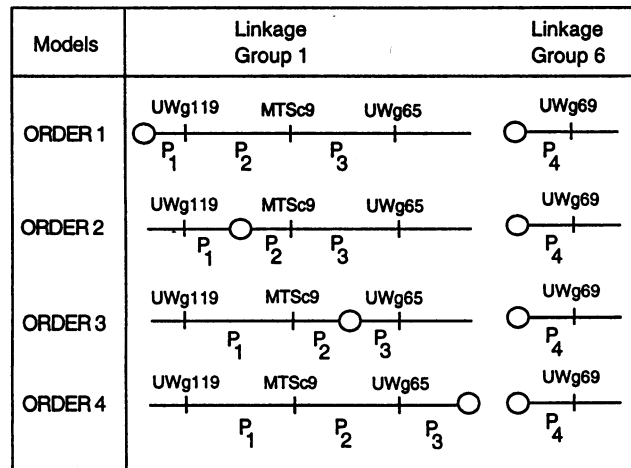 Models Linkage Group 1 Linkage Group 6
UWg119 MTSc9 UWg65 UWg69
ORDER 1
P1 P2 P3 P4
UWg119 MTSc9 UWg65 UWg69
ORDER 2
P1 P2 P3 P4
UWg119 MTSc9 UWg65 UWg69
ORDER 3
P1 P2 P3 P4
UWg119 MTSc9 UWg65 UWg69
ORDER 4
P1 P2 P3 P4